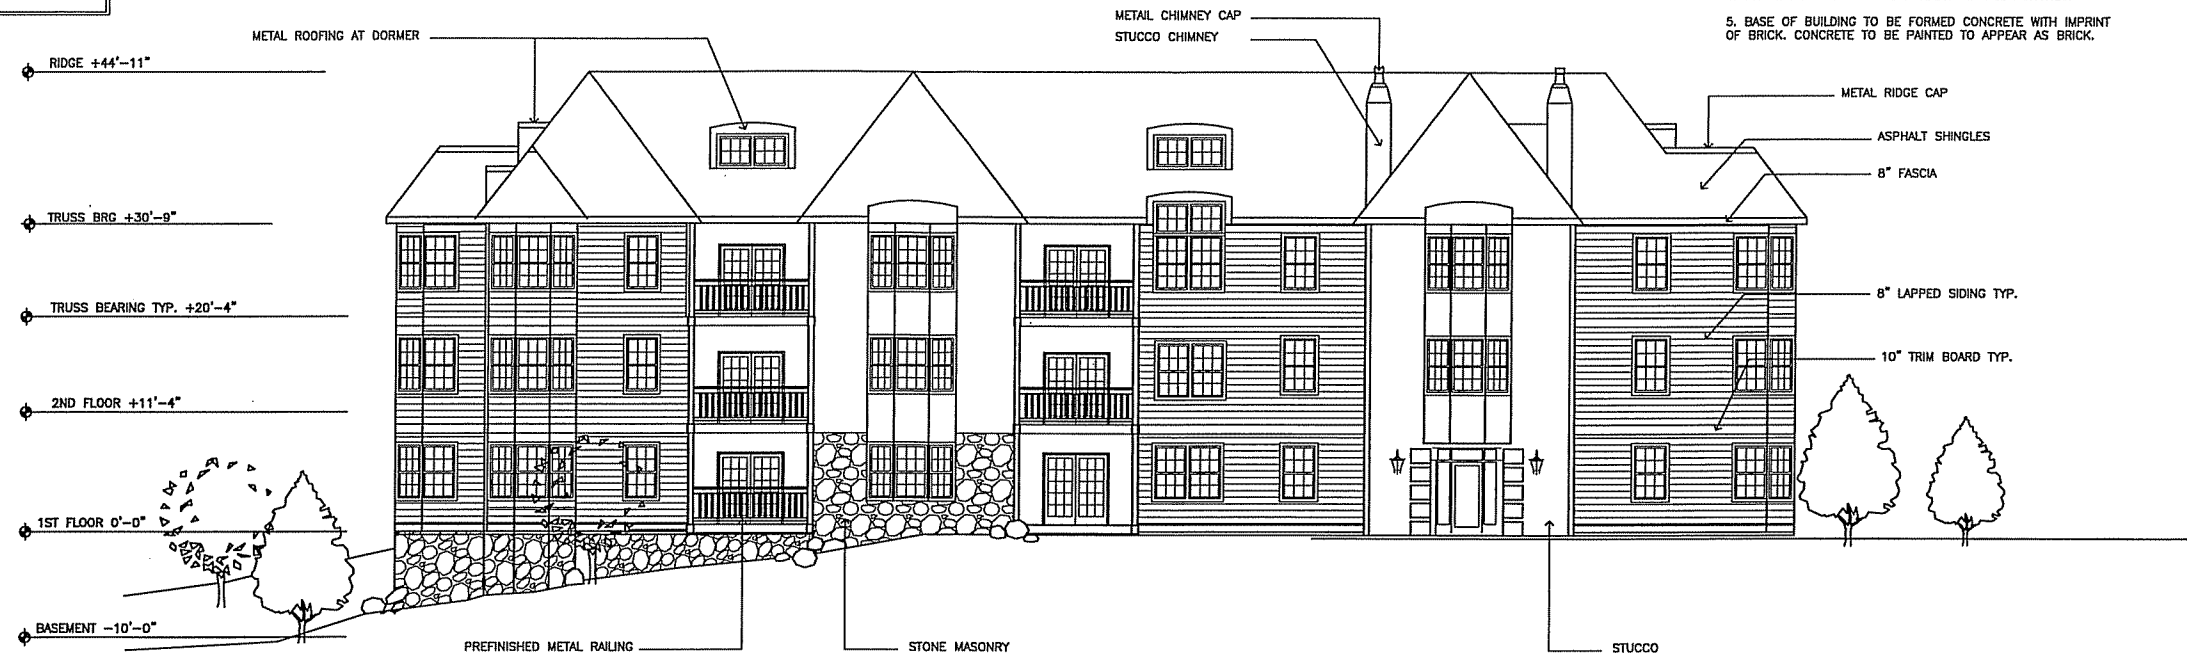 METAIL CHIMNEY CAP
STUCCO CHIMNEY
METAL ROOFING AT DORMER
5. BASE OF BUILDING TO BE FORMED CONCRETE WITH IMPRINT
OF BRICK. CONCRETE TO BE PAINTED TO APPEAR AS BRICK.
RIDGE +44'-11"
METAL RIDGE CAP
ASPHALT SHINGLES
8" FASCIA
TRUSS BRG +30'-9"
8" LAPPED SIDING TYP.
TRUSS BEARING TYP. +20'-4"
10" TRIM BOARD TYP.
2ND FLOOR +11'-4"
1ST FLOOR 0'-0"
BASEMENT -10'-0"
PREFINISHED METAL RAILING
STONE MASONRY
STUCCO